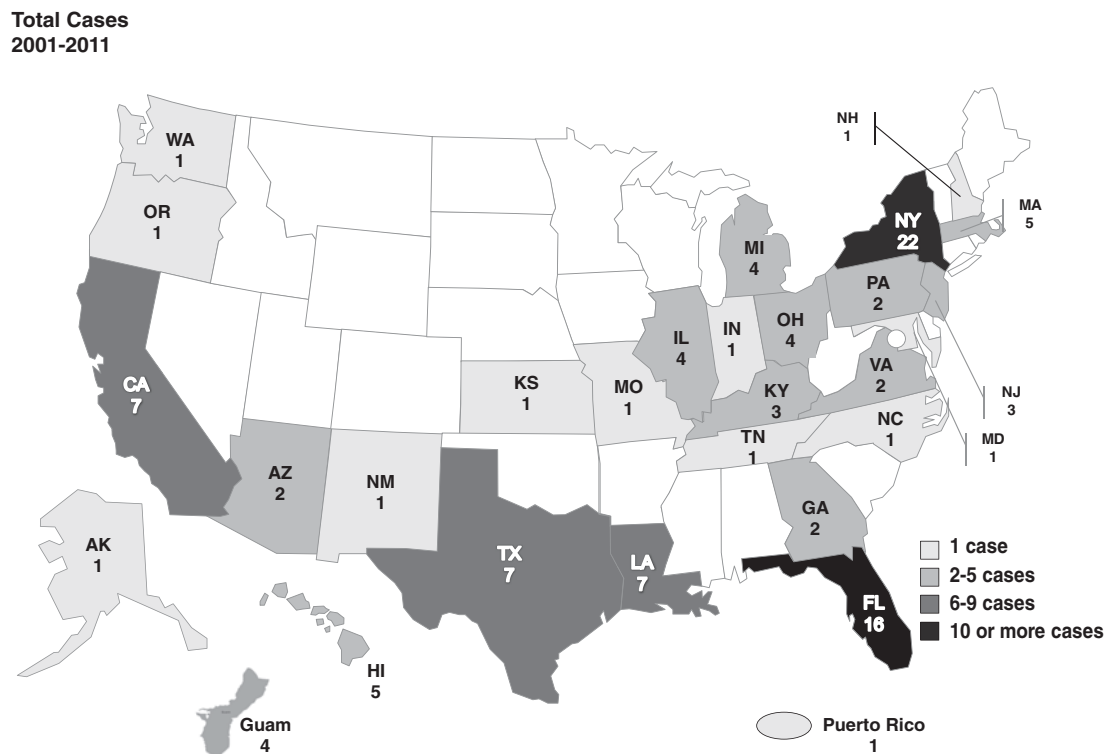 Total Cases
2001-2011
NH
1
WA
1
MA
5
OR
1
NY
22
MI
4
PA
2
OH
4
IN
1
IL
4
VA
2
CA
7
KS
1
MO
1
KY
3
NJ
3
NC
1
TN
1
MD
1
AZ
2
NM
1
GA
2
AK
1
TX
7
LA
7
1 case
2-5 cases
6-9 cases
10 or more cases
FL
16
HI
5
Guam
4
Puerto Rico
1